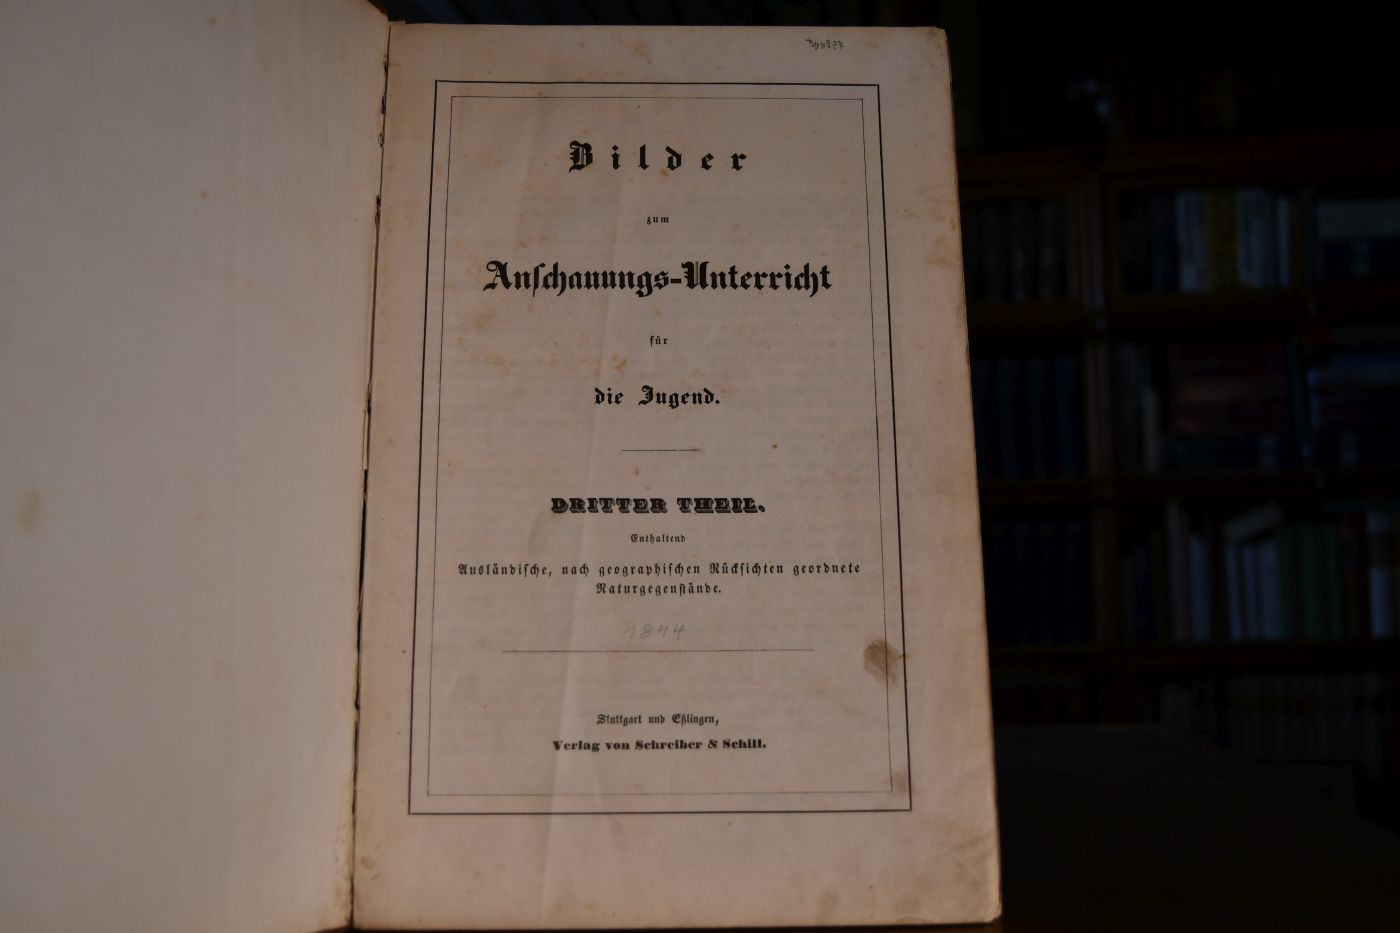 Bilder
zum
Anſchauungs-Unterricht
für
die Jugend.
DRITTER THEIL.
Enthaltend
Ausländiſche, nach geographiſchen Rückſichten geordnete
Naturgegenſtände.
1844
Stuttgart und Eßlingen,
Verlag von Schreiber & Schill.